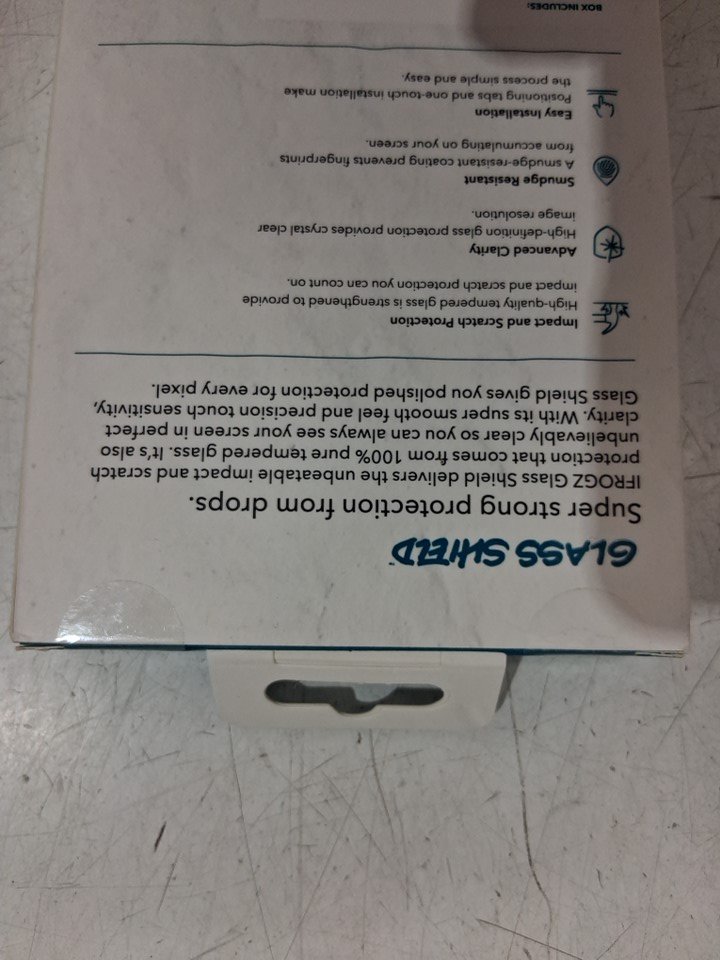 GLASS SHIELD™
Super strong protection from drops.
IFROGZ Glass Shield delivers the unbeatable impact and scratch
protection that comes from 100% pure tempered glass. It's also
unbelievably clear so you can always see your screen in perfect
clarity. With its super smooth feel and precision touch sensitivity,
Glass Shield gives you polished protection for every pixel.
Impact and Scratch Protection
High-quality tempered glass is strengthened to provide
impact and scratch protection you can count on.
Advanced Clarity
High-definition glass protection provides crystal clear
image resolution.
Smudge Resistant
A smudge-resistant coating prevents fingerprints
from accumulating on your screen.
Easy Installation
Positioning tabs and one-touch installation make
the process simple and easy.
BOX INCLUDES: